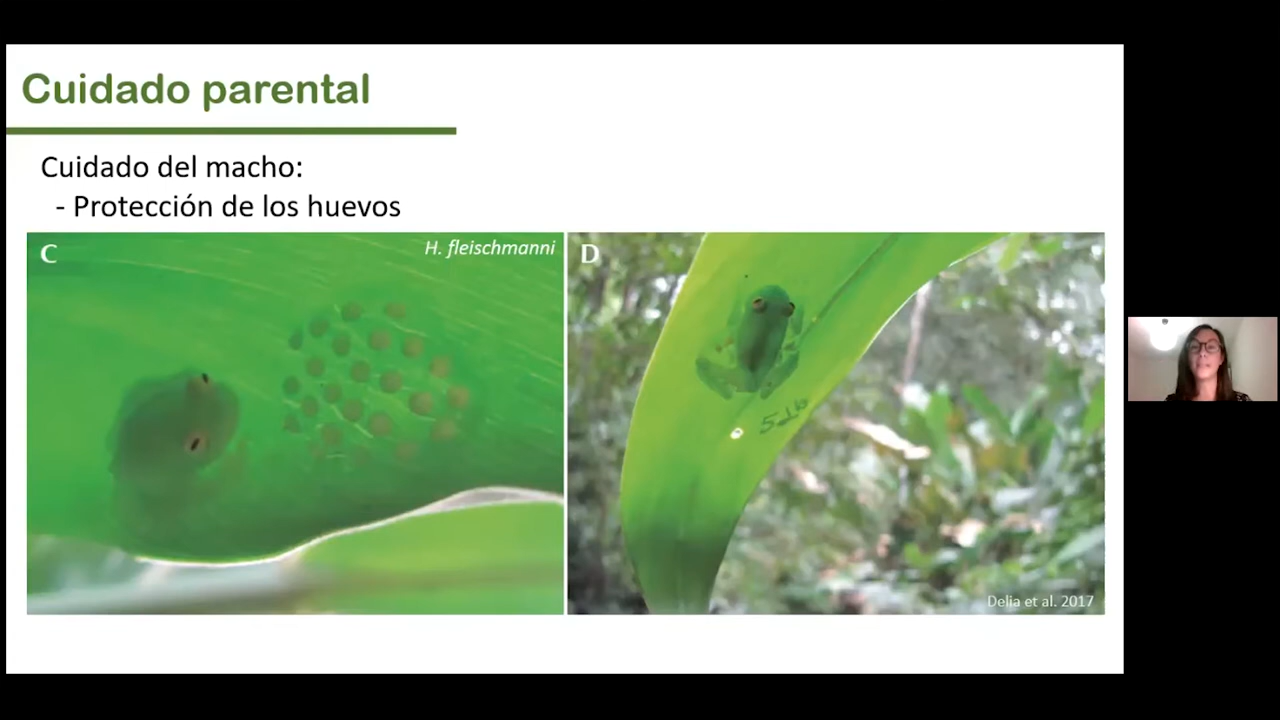 Cuidado parental
Cuidado del macho:
- Protección de los huevos
C
H. fleischmanni
D
Delia et al. 2017